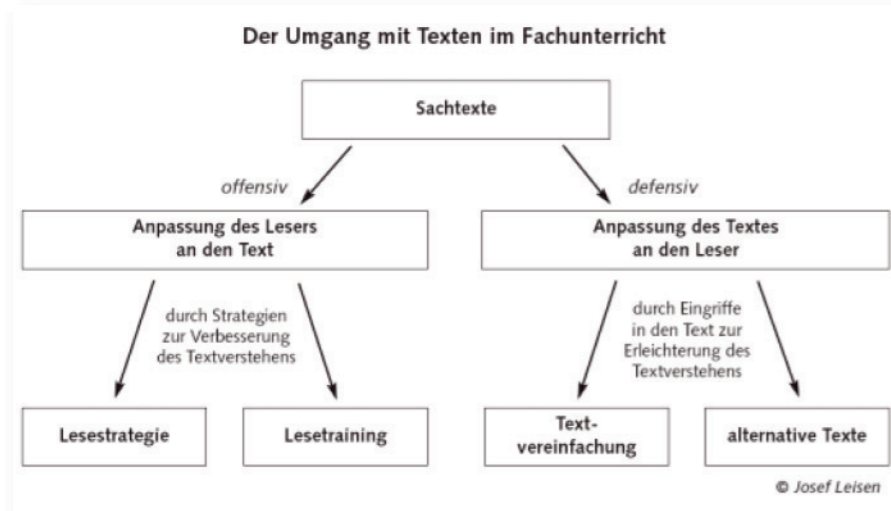 Der Umgang mit Texten im Fachunterricht
Sachtexte
offensiv
defensiv
Anpassung des Lesers
an den Text
Anpassung des Textes
an den Leser
durch Strategien
zur Verbesserung
des Textverstehens
durch Eingriffe
in den Text zur
Erleichterung des
Textverstehens
Lesestrategie
Lesetraining
Text-
vereinfachung
alternative Texte
© Josef Leisen